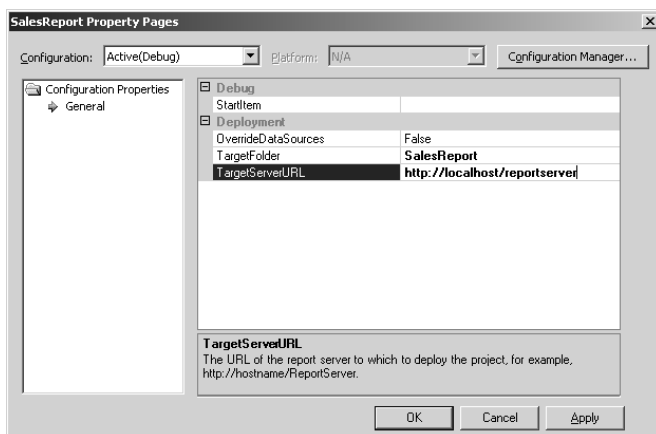 SalesReport Property Pages
Configuration: Active(Debug) Platform: N/A Configuration Manager...
Configuration Properties
General
Debug
StartItem
Deployment
OverrideDataSources False
TargetFolder SalesReport
TargetServerURL http://localhost/reportserver
TargetServerURL
The URL of the report server to which to deploy the project, for example,
http://hostname/ReportServer.
OK Cancel Apply